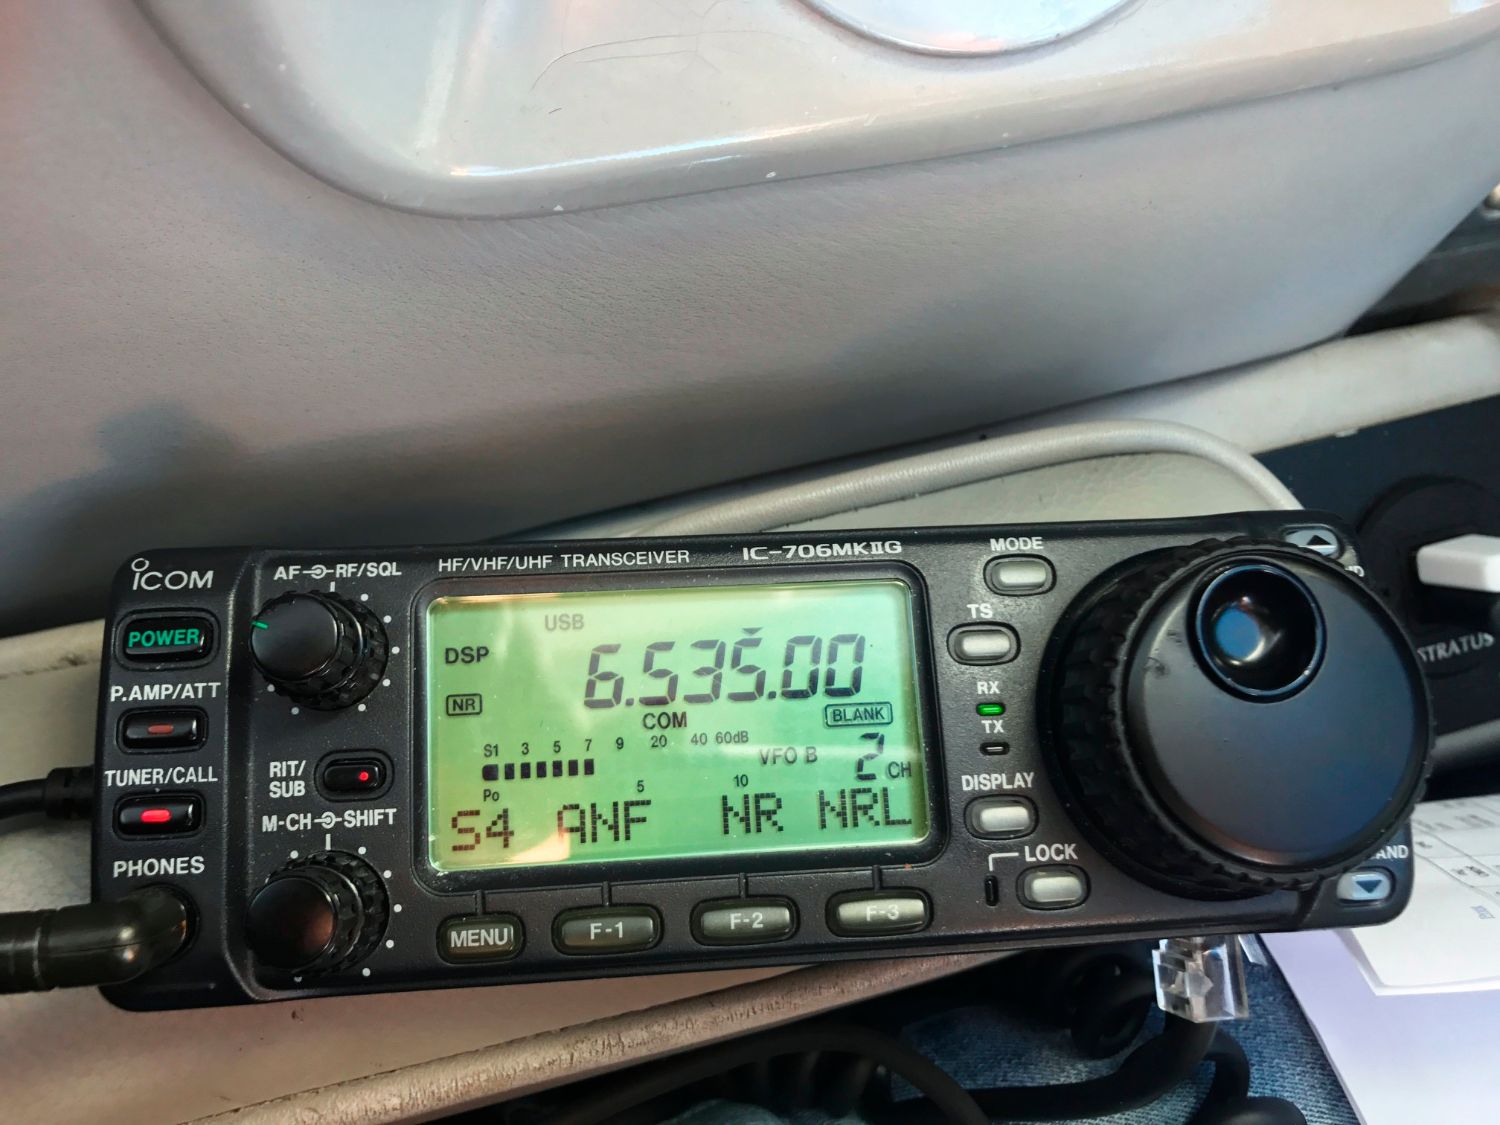 ICOM
HF/VHF/UHF TRANSCEIVER
IC-706MKIIG
AF
RF/SQL
POWER
P.AMP/ATT
TUNER/CALL
PHONES
RIT/
SUB
M-CH
SHIFT
USB
DSP
6.535.00
NR
COM
BLANK
S1 3 5 7 9 20 40 60dB
VFO B
2 CH
Po 5 10
S4 ANF NR NRL
MENU
F-1
F-2
F-3
MODE
TS
RX
TX
DISPLAY
LOCK
STRATUS